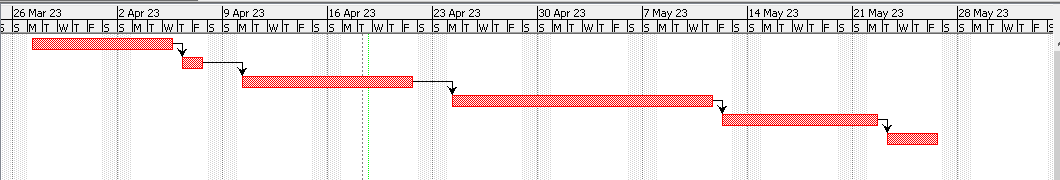 26 Mar 23 2 Apr 23 9 Apr 23 16 Apr 23 23 Apr 23 30 Apr 23 7 May 23 14 May 23 21 May 23 28 May 23
S S M T W T F S S M T W T F S S M T W T F S S M T W T F S S M T W T F S S M T W T F S S M T W T F S S M T W T F S S M T W T F S S M T W T F S